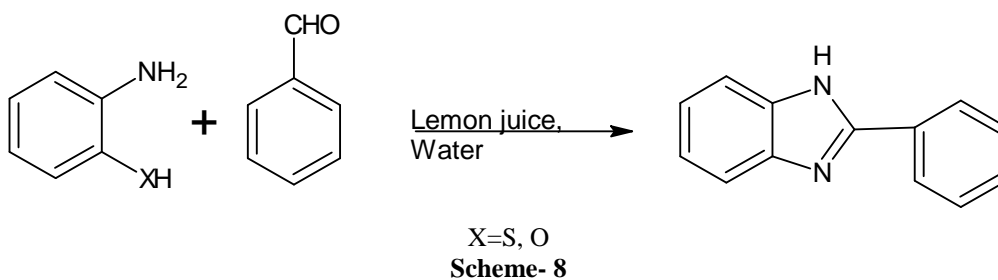 CHO
NH2
+
XH
Lemon juice,
Water
H
N
N
X=S, O
Scheme- 8